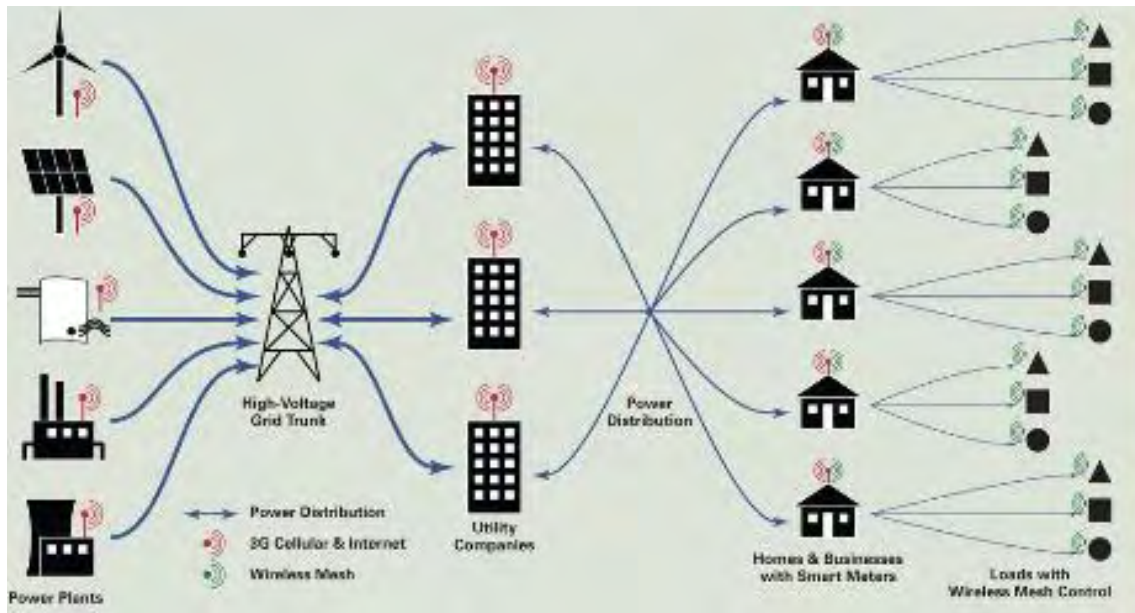 High-Voltage
Grid Trunk
Power
Distribution
Power Distribution
3G Cellular & Internet
Wireless Mesh
Utility
Companies
Homes & Businesses
with Smart Meters
Loads with
Wireless Mesh Control
Power Plants